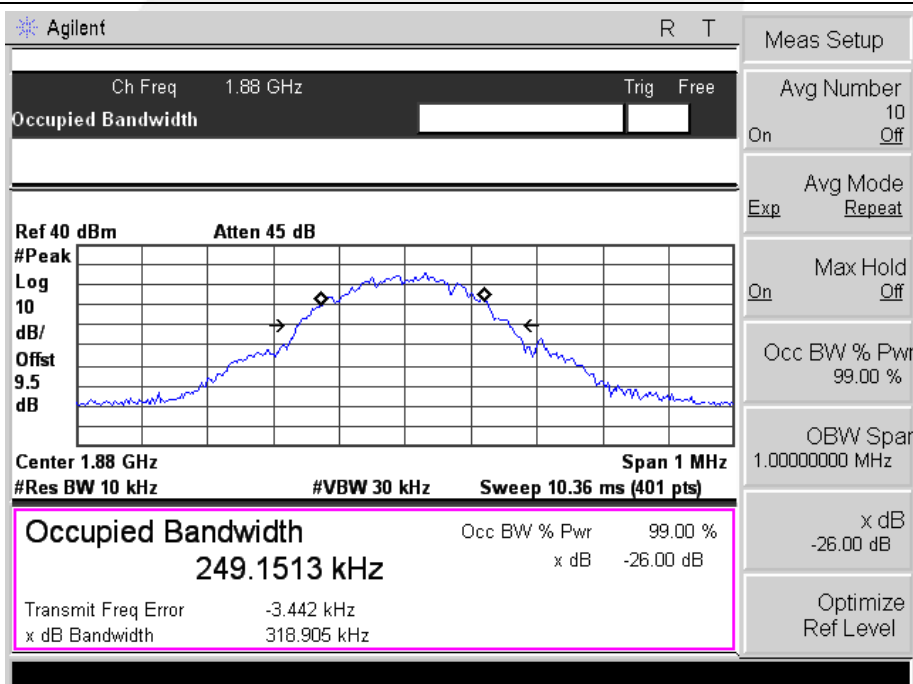 Agilent R T
Ch Freq 1.88 GHz Trig Free
Occupied Bandwidth
Ref 40 dBm Atten 45 dB
#Peak
Log
10
dB/
Offst
9.5
dB
Center 1.88 GHz Span 1 MHz
#Res BW 10 kHz #VBW 30 kHz Sweep 10.36 ms (401 pts)
Occupied Bandwidth
249.1513 kHz
Occ BW % Pwr 99.00 %
x dB -26.00 dB
Transmit Freq Error -3.442 kHz
x dB Bandwidth 318.905 kHz
Meas Setup
Avg Number
10
On Off
Avg Mode
Exp Repeat
Max Hold
On Off
Occ BW % Pwr
99.00 %
OBW Span
1.00000000 MHz
x dB
-26.00 dB
Optimize
Ref Level